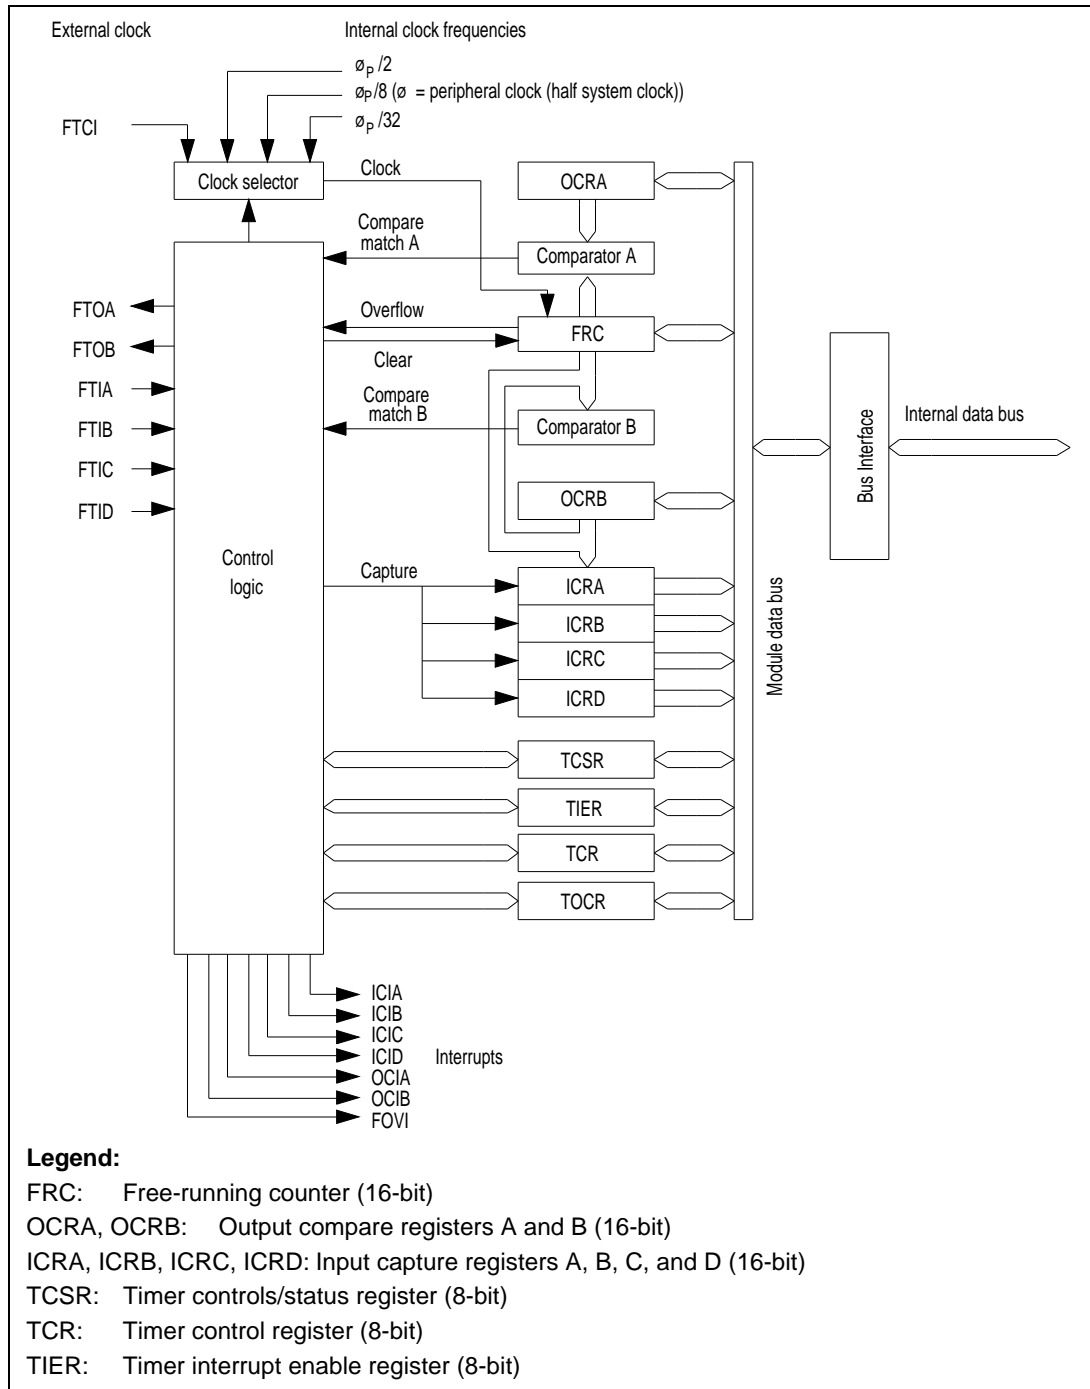 External clock
Internal clock frequencies
øP/2
øP/8 (ø = peripheral clock (half system clock))
øP/32
FTCI
Clock selector
Clock
OCRA
Compare
match A
Comparator A
FTOA
Overflow
FRC
FTOB
Clear
FTIA
Compare
match B
Comparator B
FTIB
FTIC
FTID
OCRB
Internal data bus
Bus Interface
Module data bus
Control
logic
Capture
ICRA
ICRB
ICRC
ICRD
TCSR
TIER
TCR
TOCR
ICIA
ICIB
ICIC
ICID
Interrupts
OCIA
OCIB
FOVI
Legend:
FRC: Free-running counter (16-bit)
OCRA, OCRB: Output compare registers A and B (16-bit)
ICRA, ICRB, ICRC, ICRD: Input capture registers A, B, C, and D (16-bit)
TCSR: Timer controls/status register (8-bit)
TCR: Timer control register (8-bit)
TIER: Timer interrupt enable register (8-bit)